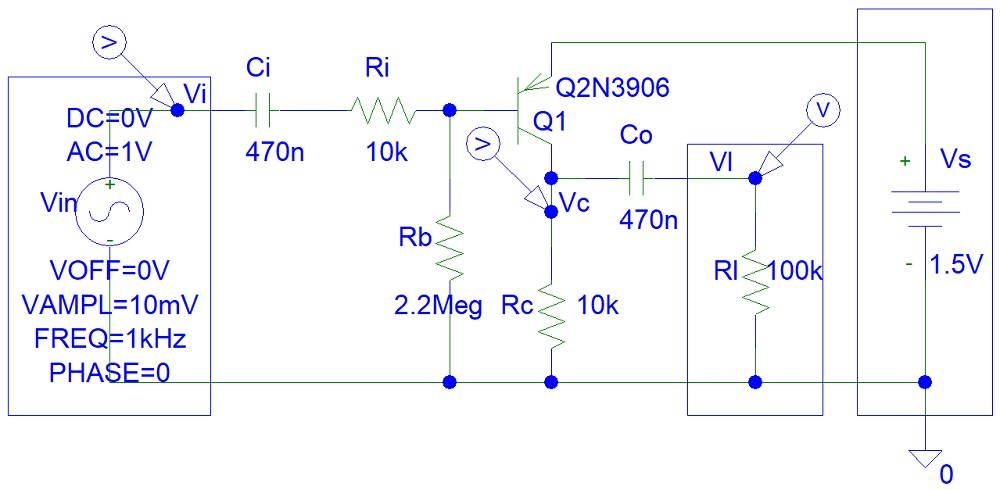 V
Vi
Ci
Ri
Q2N3906
Q1
DC=0V
AC=1V
470n
10k
V
Co
V
Vl
Vs
+
+
Vin
Vc
470n
-
Rb
VOFF=0V
VAMPL=10mV
FREQ=1kHz
PHASE=0
2.2Meg
Rc
10k
Rl
100k
-
1.5V
0